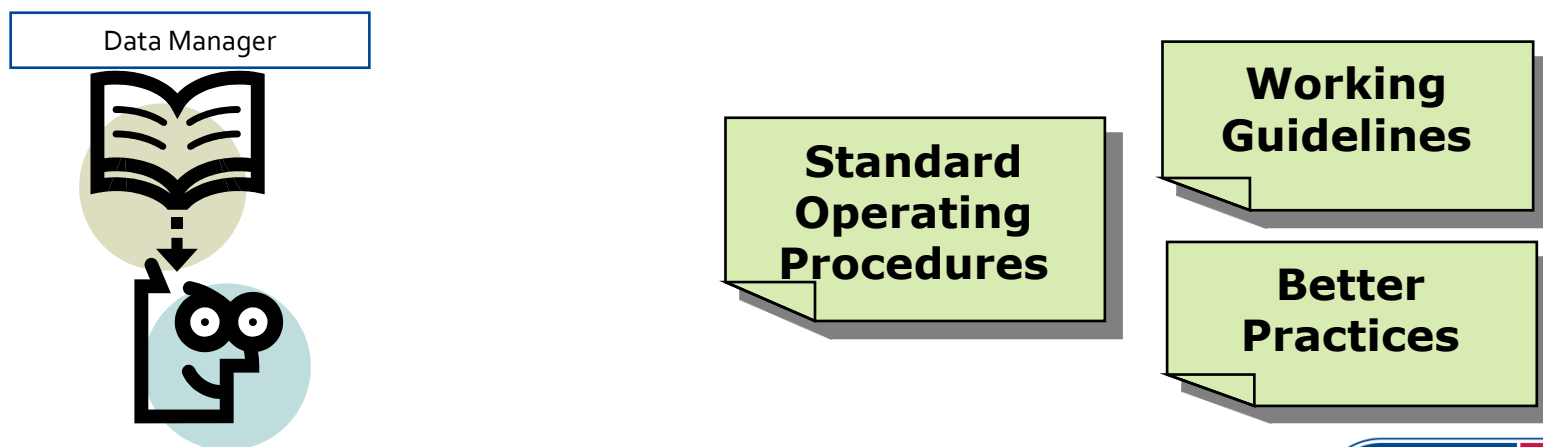 Data Manager
Standard
Operating
Procedures
Working
Guidelines
Better
Practices